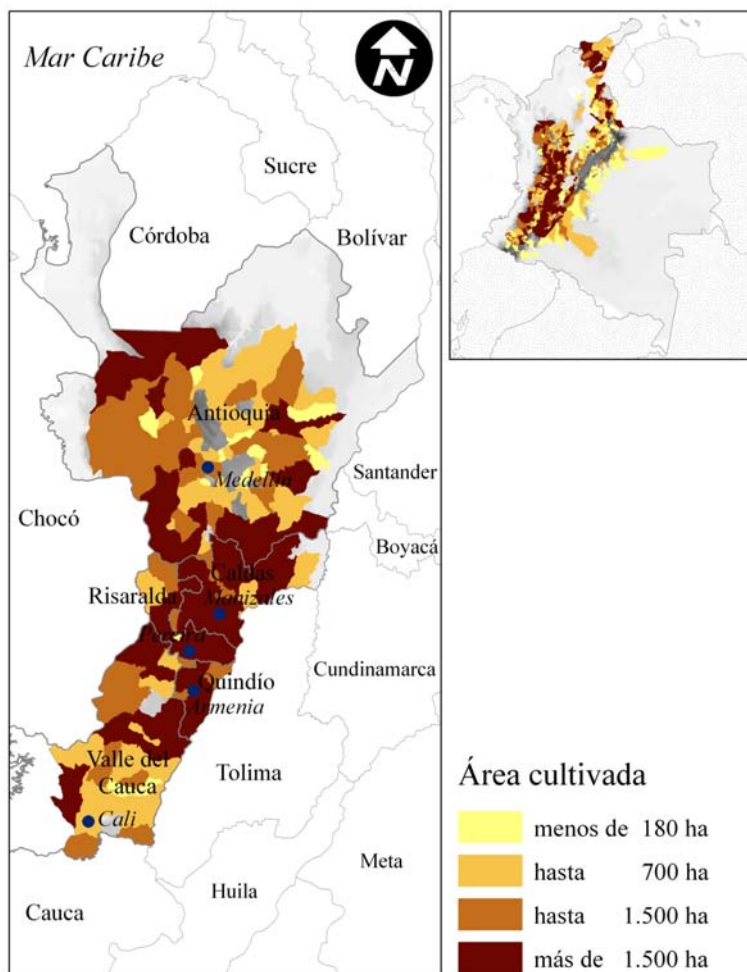 Mar Caribe
N
Sucre
Córdoba
Bolívar
Antioquia
Medellín
Santander
Chocó
Boyacá
Caldas
Risaralda
Manizales
Pereira
Cundinamarca
Quindío
Armenia
Valle del
Cauca
Tolima
Cali
Meta
Huila
Cauca
Área cultivada
menos de 180 ha
hasta 700 ha
hasta 1.500 ha
más de 1.500 ha